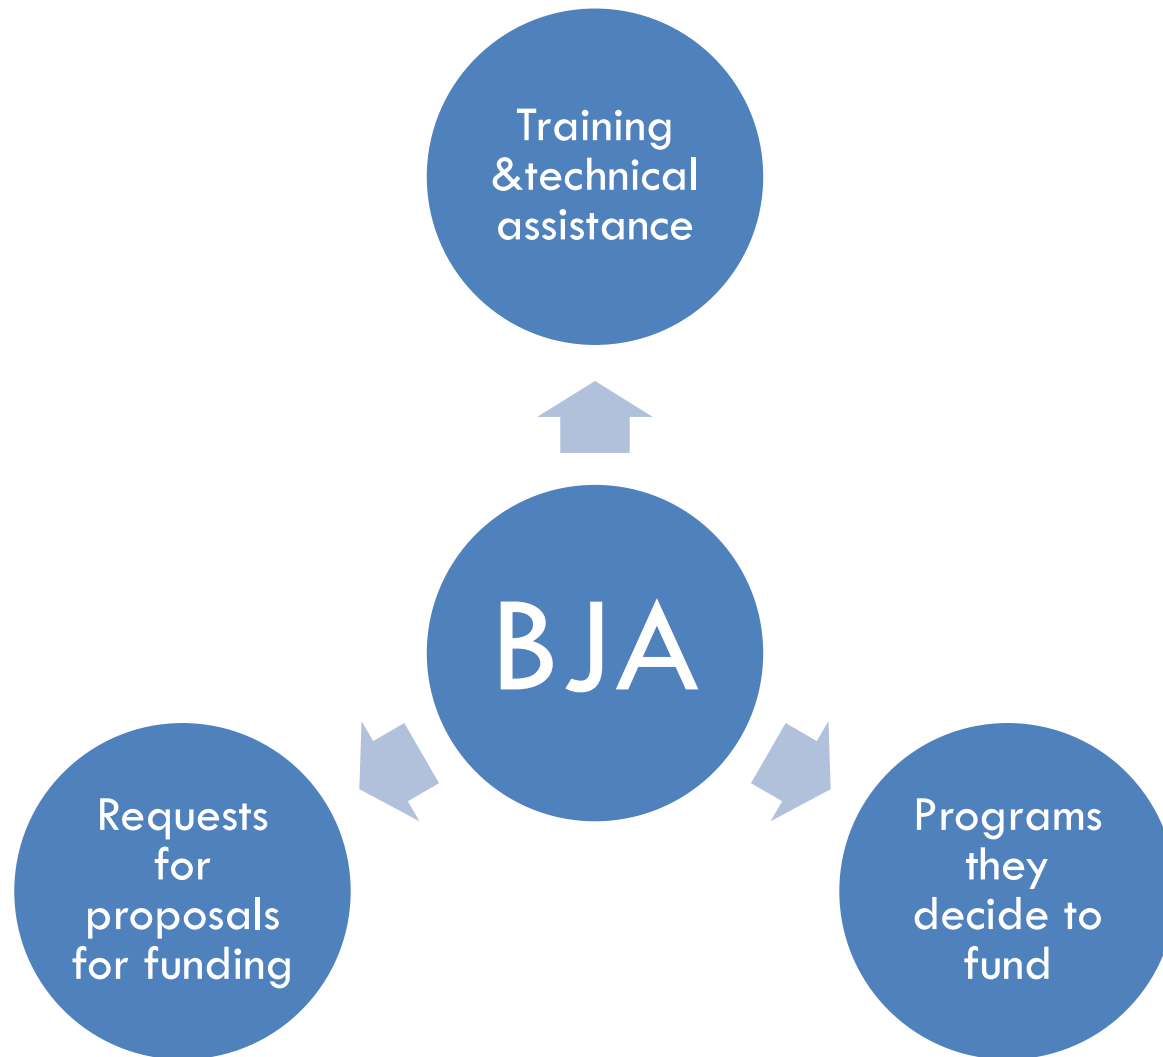 Training
&technical
assistance
BJA
Requests
for
proposals
for funding
Programs
they
decide to
fund